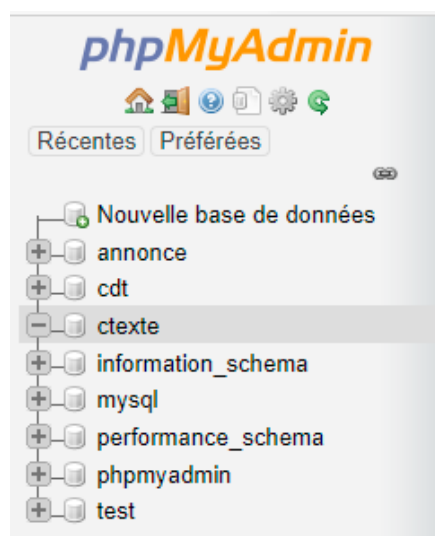 phpMyAdmin
Récentes Préférées
Nouvelle base de données
annonce
cdt
ctexte
information_schema
mysql
performance_schema
phpmyadmin
test